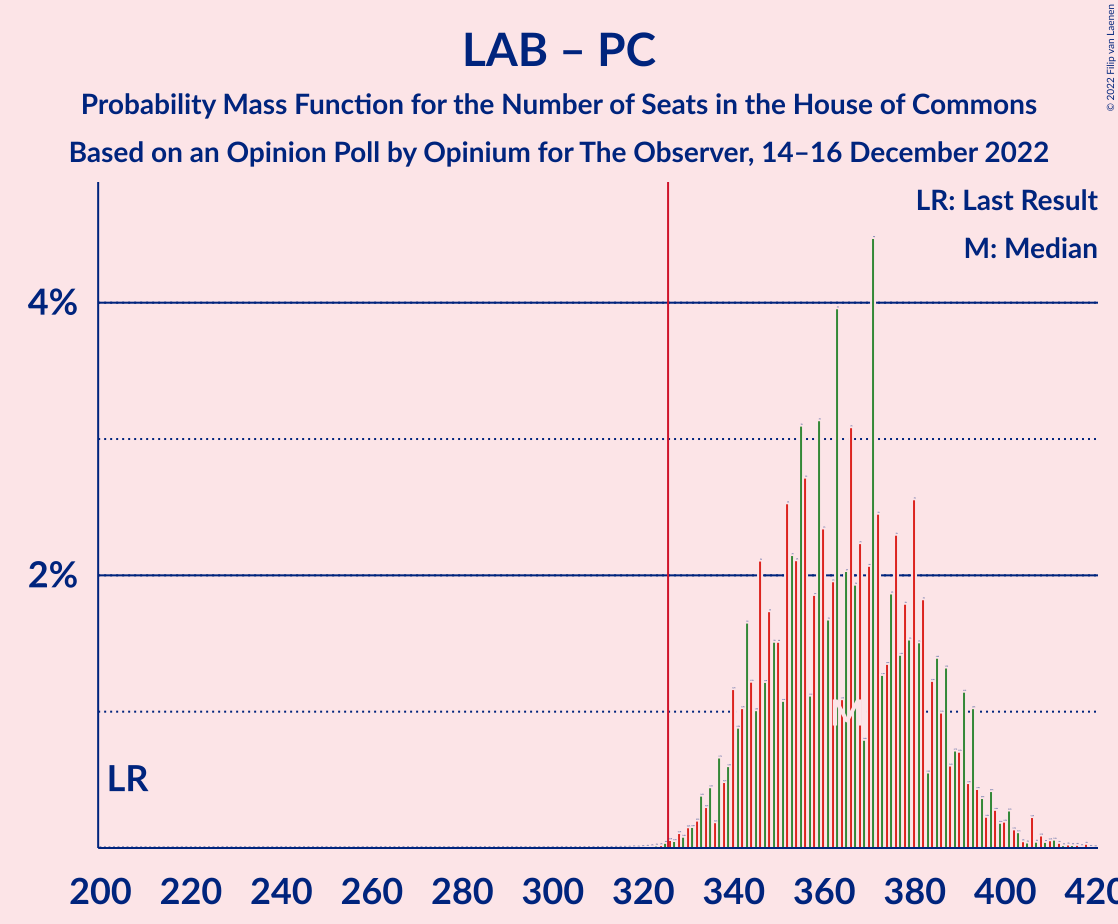 LAB – PC
Probability Mass Function for the Number of Seats in the House of Commons
Based on an Opinion Poll by Opinium for The Observer, 14–16 December 2022
© 2022 Filip van Laenen
LR: Last Result
M: Median
4%
2%
M
LR
200 220 240 260 280 300 320 340 360 380 400 420